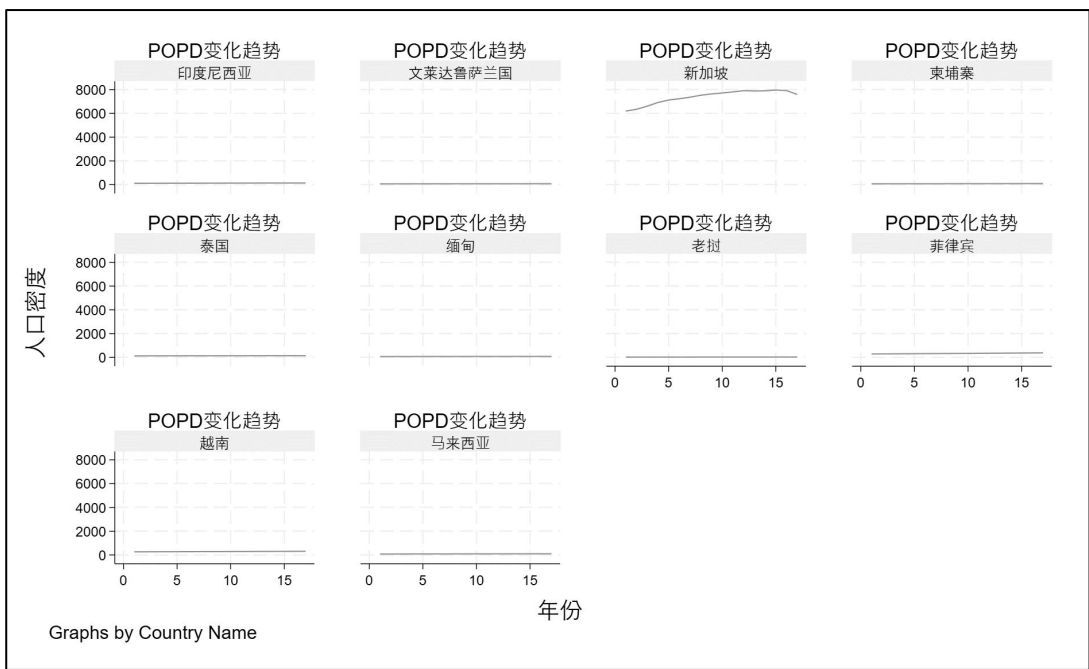 POPD变化趋势 POPD变化趋势 POPD变化趋势 POPD变化趋势
印度尼西亚 文莱达鲁萨兰国 新加坡 柬埔寨
8000
6000
4000
2000
0
POPD变化趋势 POPD变化趋势 POPD变化趋势 POPD变化趋势
泰国 缅甸 老挝 菲律宾
8000
6000
4000
2000
0
0 5 10 15 0 5 10 15
人口密度
POPD变化趋势 POPD变化趋势
越南 马来西亚
8000
6000
4000
2000
0
0 5 10 15 0 5 10 15
年份
Graphs by Country Name